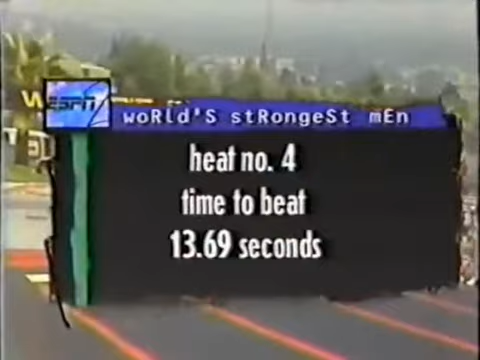 ESPN
woRld'S stRongeSt mEn
heat no. 4
time to beat
13.69 seconds